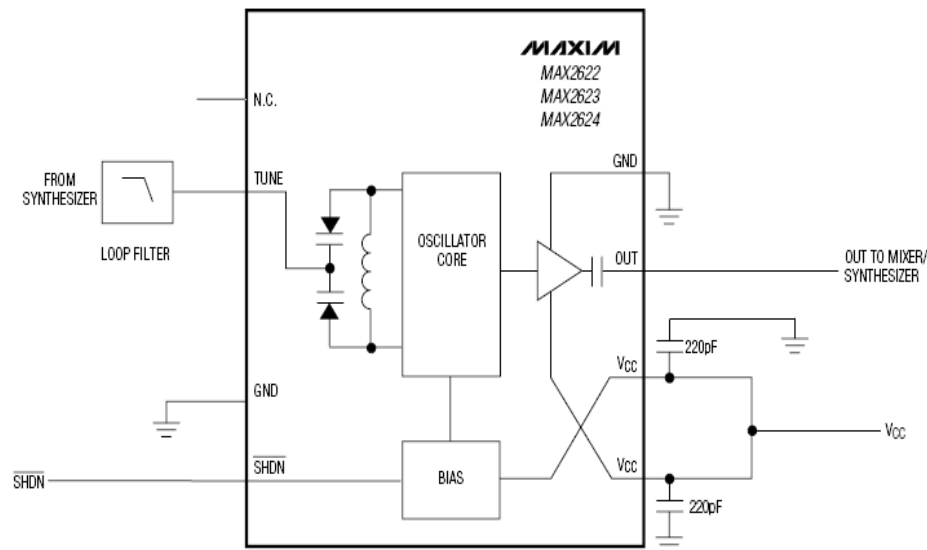 MAXIM
MAX2622
MAX2623
MAX2624
N.C.
GND
FROM
SYNTHESIZER
TUNE
LOOP FILTER
OSCILLATOR
CORE
OUT
OUT TO MIXER/
SYNTHESIZER
220pF
VCC
GND
VCC
SHDN
SHDN
BIAS
VCC
220pF